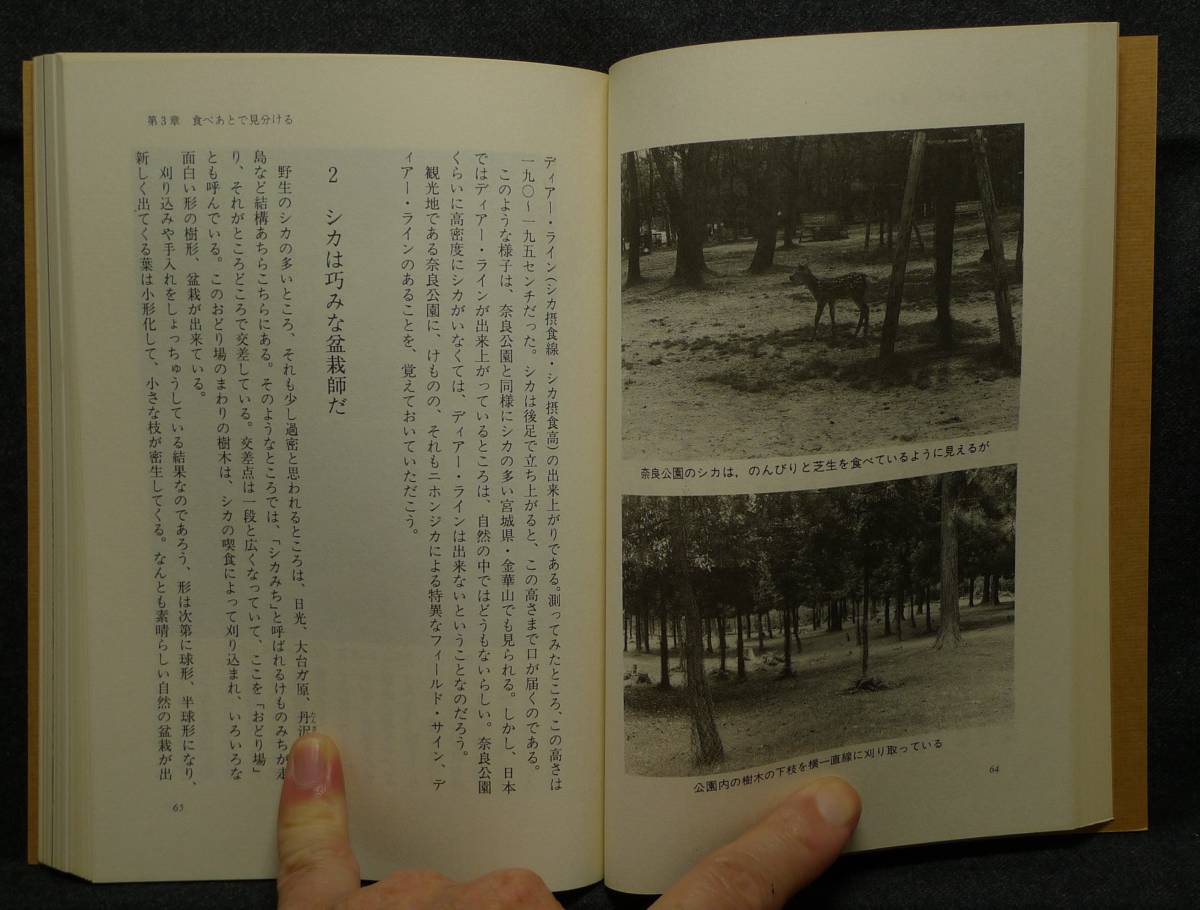 奈良公園のシカは，のんびりと芝生を食べているように見えるが
公園内の樹木の下枝を横一直線に刈り取っている
64
第3章　食べあとで見分ける
ディアー・ライン（シカ摂食線・シカ摂食高）の出来上がりである。測ってみたところ、この高さは
一九〇〜一九五センチだった。シカは後足で立ち上がると、この高さまで口が届くのである。
このような様子は、奈良公園と同様にシカの多い宮城県・金華山でも見られる。しかし、日本
ではディアー・ラインが出来上がっているところは、自然の中ではどうもないらしい。奈良公園
くらいに高密度にシカがいなくては、ディアー・ラインは出来ないということなのだろう。
観光地である奈良公園に、けものの、それもニホンジカによる特異なフィールド・サイン、デ
ィアー・ラインのあることを、覚えておいていただこう。
2　シカは巧みな盆栽師だ
野生のシカの多いところ、それも少し過密と思われるところは、日光、大台ガ原、丹沢
島など結構あちらこちらにある。そのようなところでは、「シカみち」と呼ばれるけものみちが走
り、それがところどころで交差している。交差点は一段と広くなっていて、ここを「おどり場」
とも呼んでいる。このおどり場のまわりの樹木は、シカの喫食によって刈り込まれ、いろいろな
面白い形の樹形、盆栽が出来ている。
刈り込みや手入れをしょっちゅうしている結果なのであろう、形は次第に球形、半球形になり、
新しく出てくる葉は小形化して、小さな枝が密生してくる。なんとも素晴らしい自然の盆栽が出
65